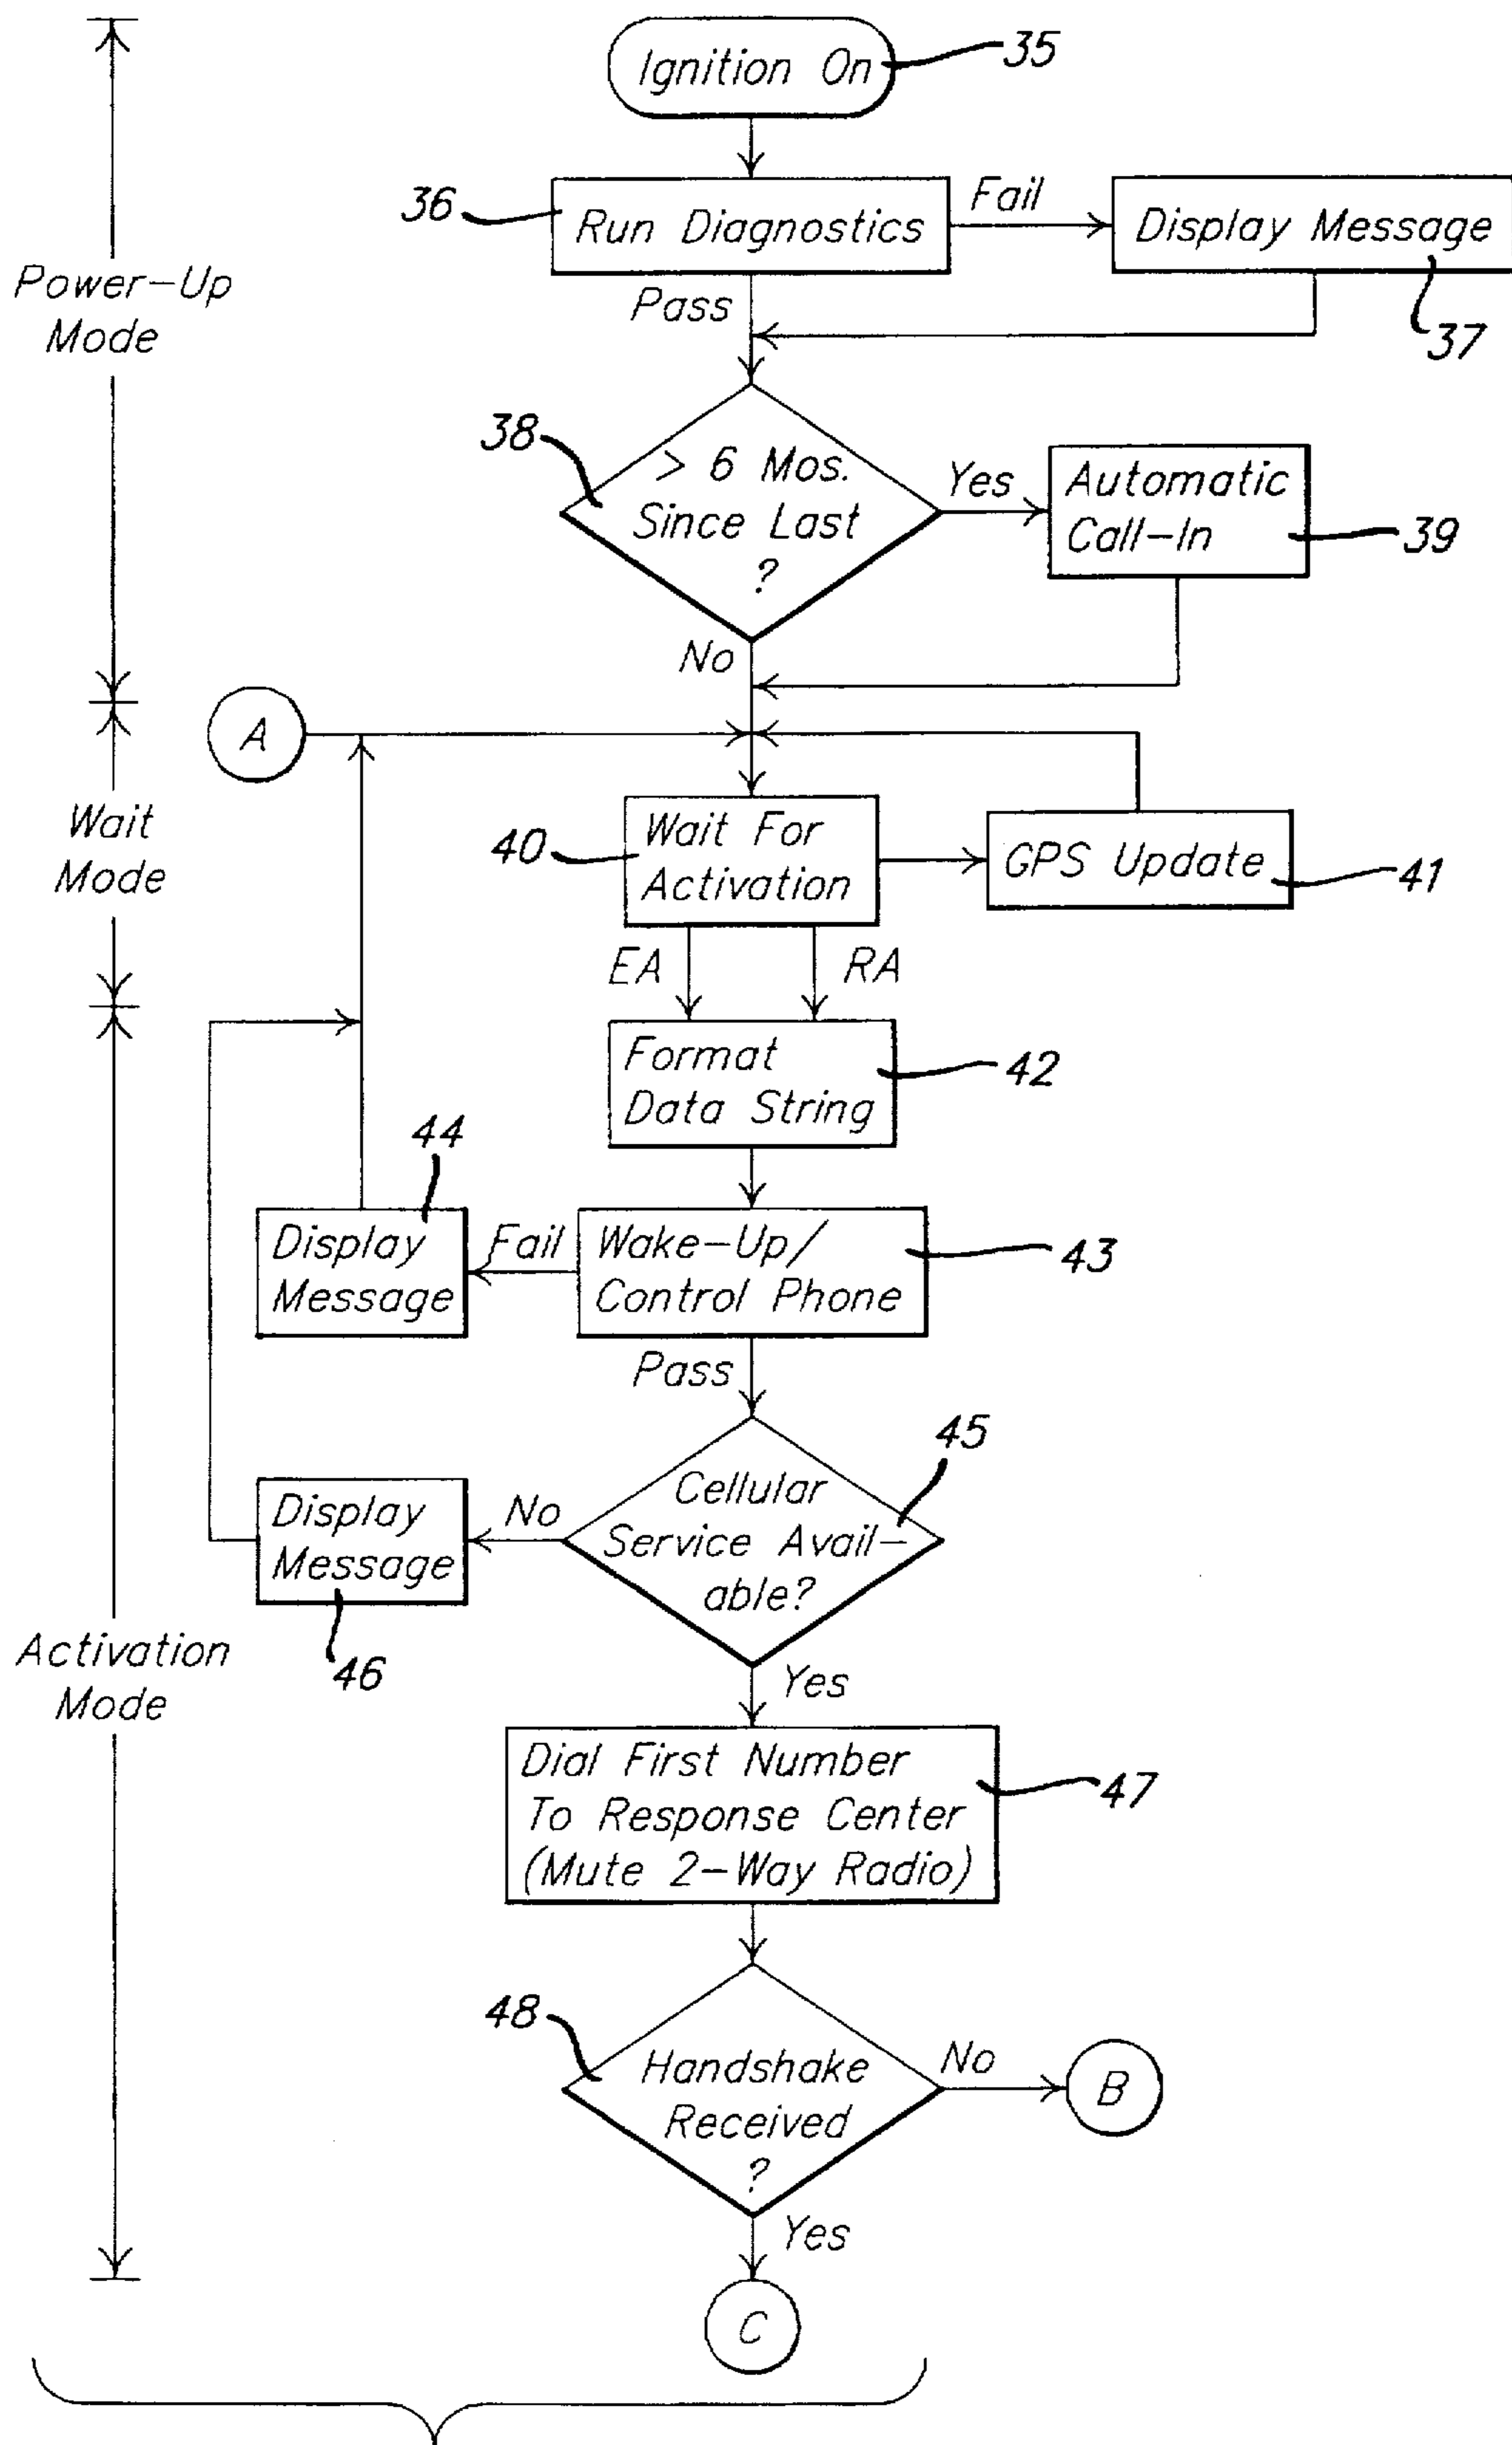 Ignition On
35
36
Run Diagnostics
Fail
Display Message
37
Pass
Power-Up
Mode
38
> 6 Mos.
Since Last
?
Yes
Automatic
Call-In
39
No
A
Wait
Mode
40
Wait For
Activation
GPS Update
41
EA
RA
Format
Data String
42
44
Display
Message
Fail
Wake-Up/
Control Phone
43
Pass
45
Cellular
Service Avail-
able?
No
Display
Message
46
Activation
Mode
Yes
Dial First Number
To Response Center
(Mute 2-Way Radio)
47
48
Handshake
Received
?
No
B
Yes
C